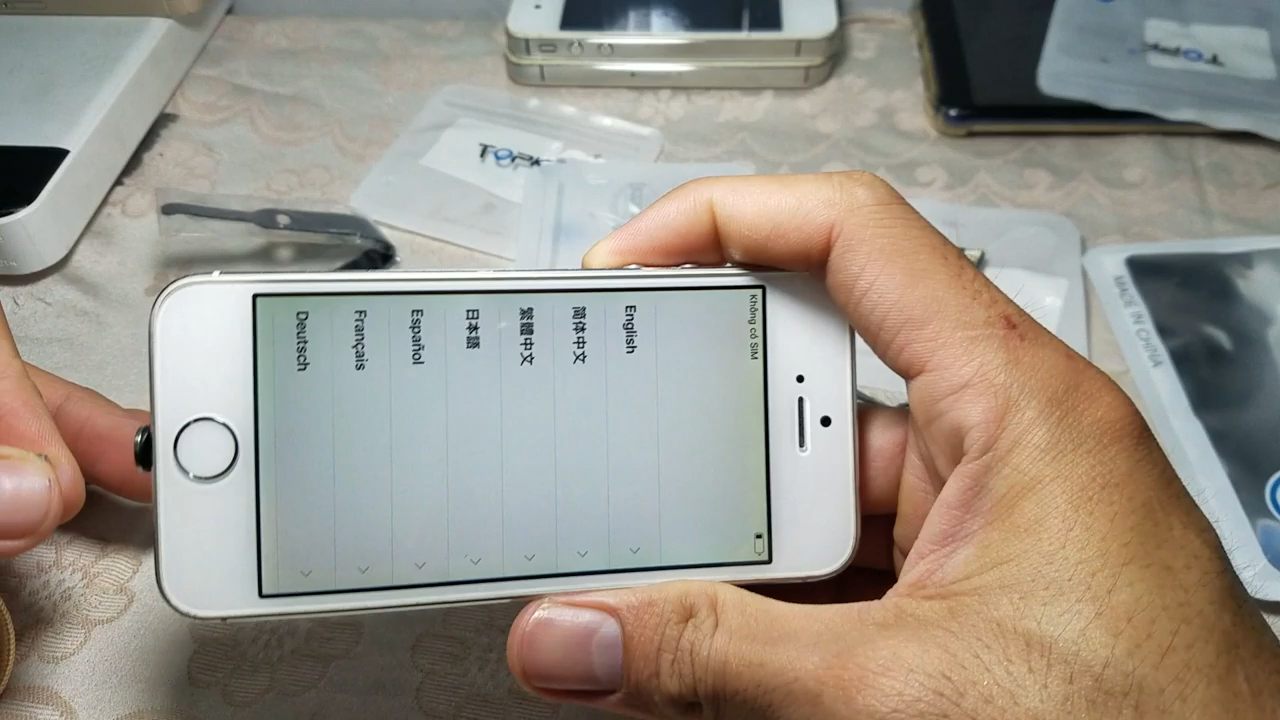 Không có SIM
English
简体中文
繁體中文
日本語
Español
Français
Deutsch
TOPK
TOPK
MADE IN CHINA